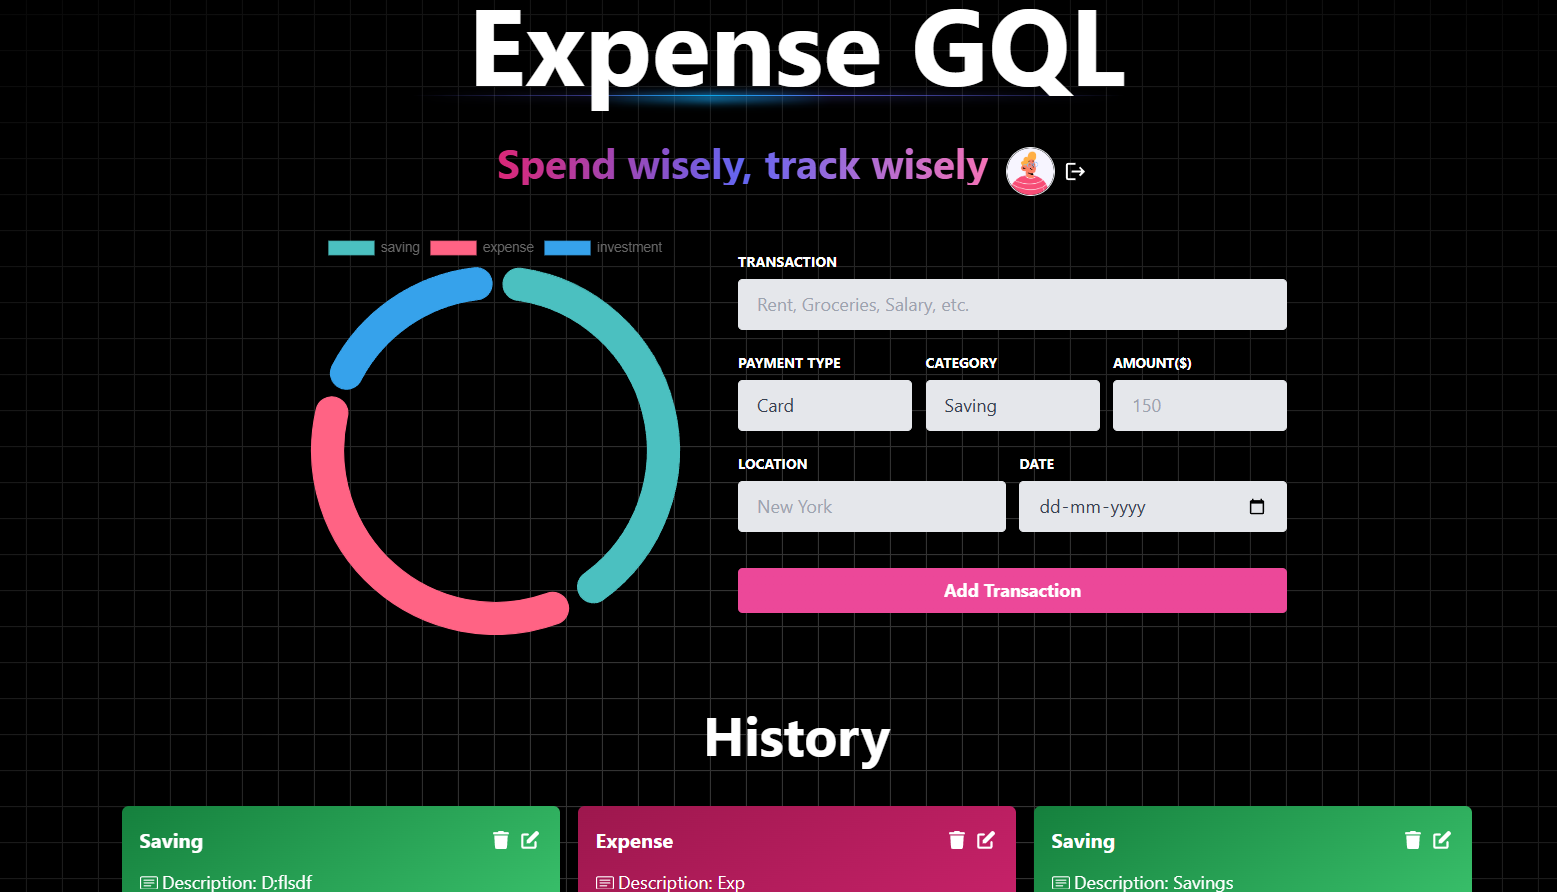 Expense GQL
Spend wisely, track wisely
saving expense investment
TRANSACTION
Rent, Groceries, Salary, etc.
PAYMENT TYPE CATEGORY AMOUNT($)
Card Saving 150
LOCATION DATE
New York dd-mm-yyyy
Add Transaction
History
Saving Expense Saving
Description: D;flsdf Description: Exp Description: Savings